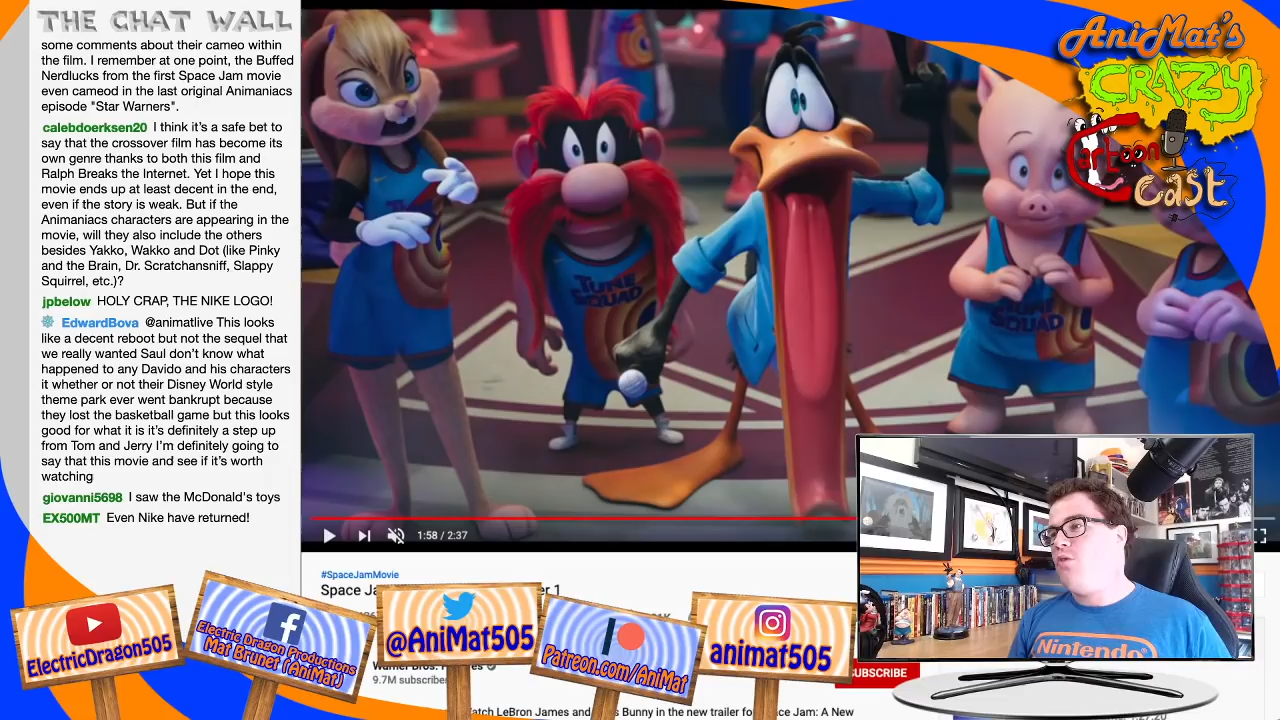 THE CHAT WALL
some comments about their cameo within
the film. I remember at one point, the Buffed
Nerdlucks from the first Space Jam movie
even cameod in the last original Animaniacs
episode "Star Warners".
calebdoerksen20 I think it's a safe bet to
say that the crossover film has become its
own genre thanks to both this film and
Ralph Breaks the Internet. Yet I hope this
movie ends up at least decent in the end,
even if the story is weak. But if the
Animaniacs characters are appearing in the
movie, will they also include the others
besides Yakko, Wakko and Dot (like Pinky
and the Brain, Dr. Scratchansniff, Slappy
Squirrel, etc.)?
jpbelow HOLY CRAP, THE NIKE LOGO!
EdwardBova @animatlive This looks
like a decent reboot but not the sequel that
we really wanted Saul don't know what
happened to any Davido and his characters
it whether or not their Disney World style
theme park ever went bankrupt because
they lost the basketball game but this looks
good for what it is it's definitely a step up
from Tom and Jerry I'm definitely going to
say that this movie and see if it's worth
watching
giovanni5698 I saw the McDonald's toys
EX500MT Even Nike have returned!
AniMat's
CRAZY
Cartoon
Cast
TUNE
SQUAD
TUNE
SQUAD
1:58 / 2:37
#SpaceJamMovie
Space
9.7M
SUBSCRIBE
LeBron James and
Bunny in the new trailer
Jam: A New
Nintendo
ElectricDragon505
Electric Dragon Productions
Mat Brunet (AniMat)
@AniMat505
Patreon.com/AniMat
animat505